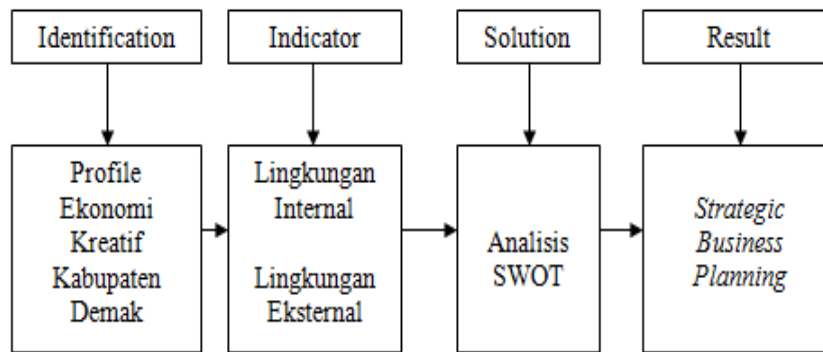 Identification
Indicator
Solution
Result
Profile
Ekonomi
Kreatif
Kabupaten
Demak
Lingkungan
Internal
Lingkungan
Eksternal
Analisis
SWOT
Strategic
Business
Planning